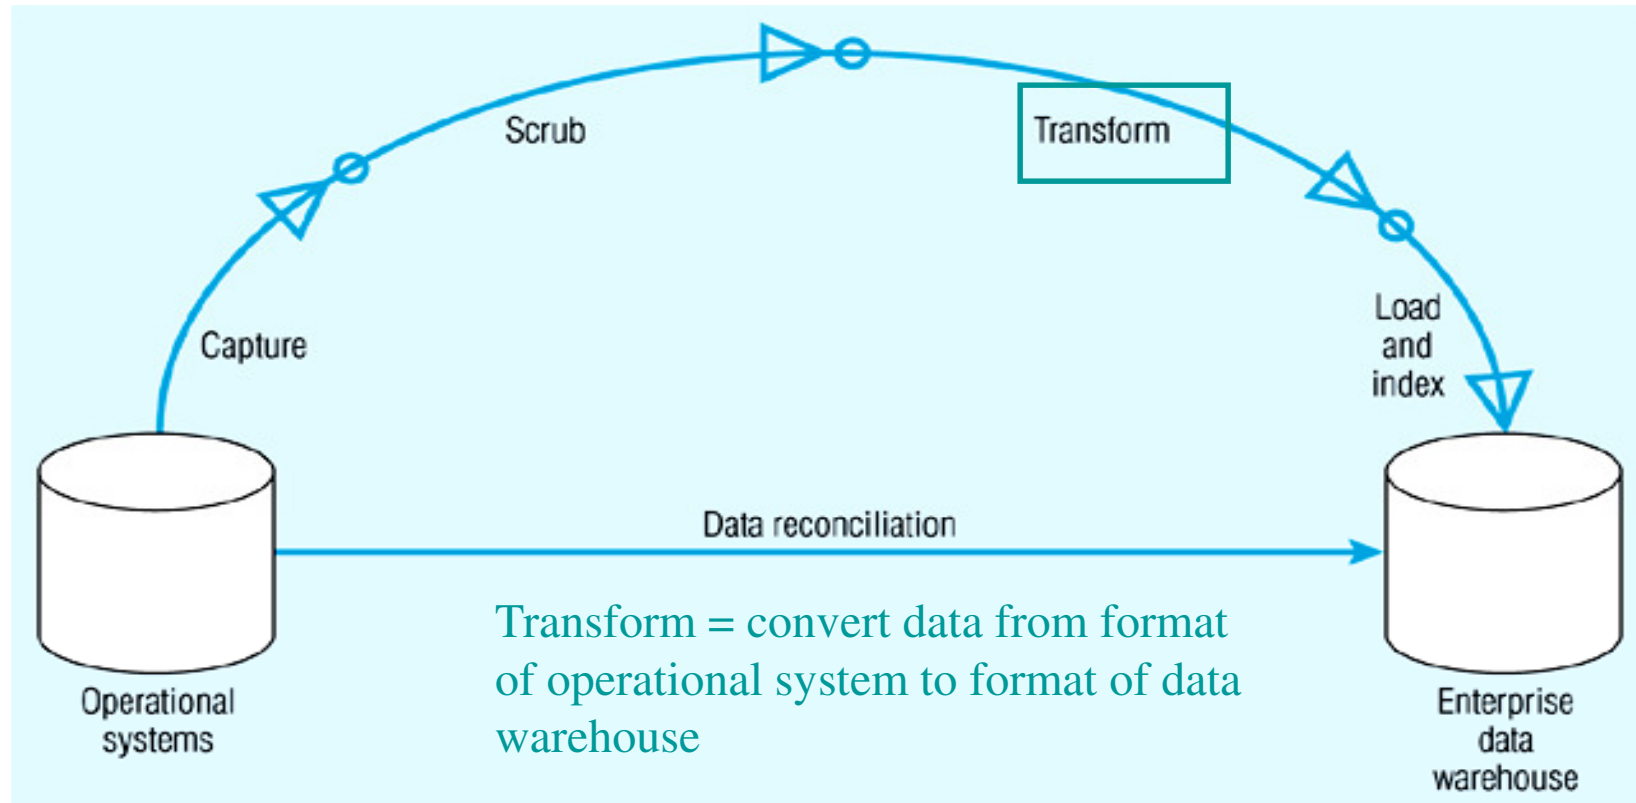 Scrub
Transform
Capture
Load
and
index
Data reconciliation
Transform = convert data from format
of operational system to format of data
warehouse
Operational
systems
Enterprise
data
warehouse